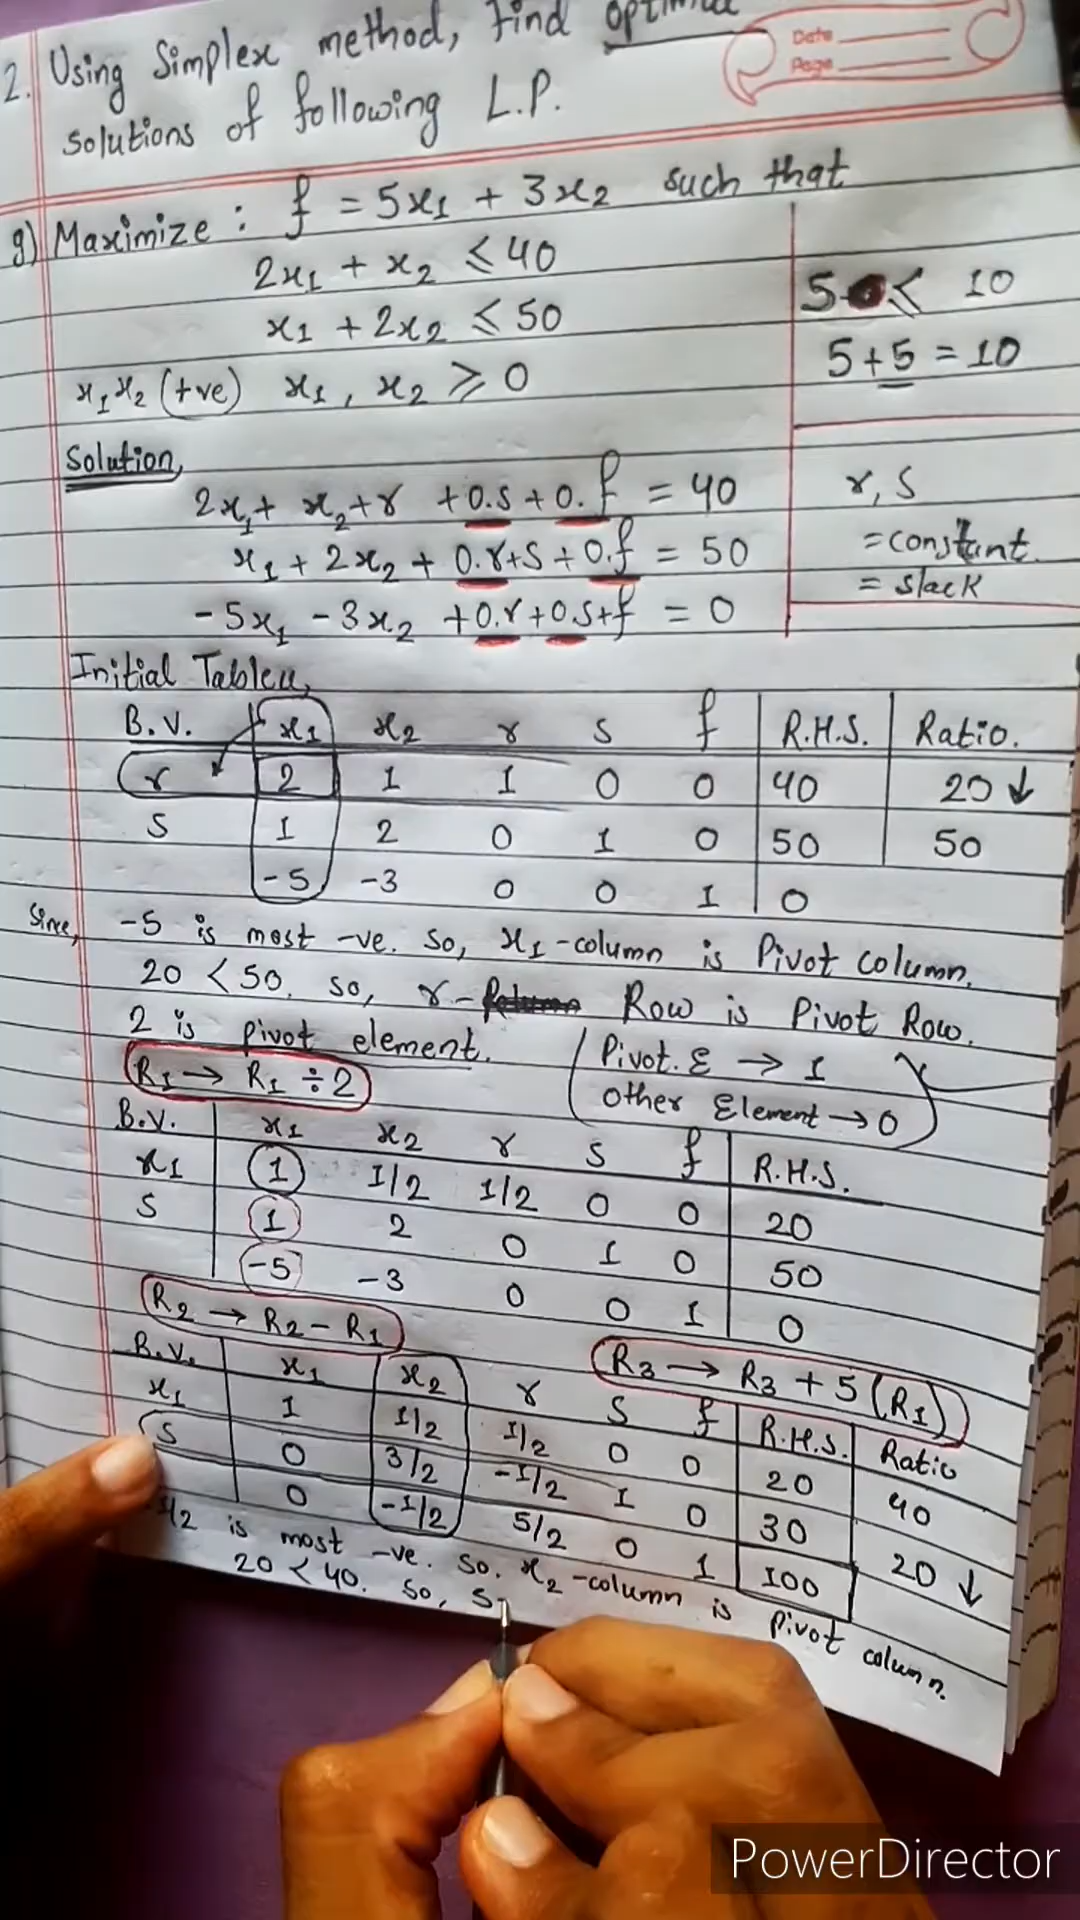 Date
Page
2. Using Simplex method, find
solutions of following L.P.
g) Maximize : f = 5x₁ + 3x₂ such that
2x₁ + x₂ ⩽ 40
x₁ + 2x₂ ⩽ 50
x₁x₂ (+ve) x₁, x₂ ⩾ 0
5 < 10
5 + 5 = 10
Solution,
2x₁ + x₂ + r + 0.s + 0.f = 40
x₁ + 2x₂ + 0.r + s + 0.f = 50
-5x₁ - 3x₂ + 0.r + 0.s + f = 0
r, s
= constant
= slack
Initial Tableu,
B.V. x₁ x₂ r s f R.H.S. Ratio.
r 2 1 1 0 0 40 20 ↓
s 1 2 0 1 0 50 50
-5 -3 0 0 1 0
Since, -5 is most -ve. So, x₁-column is Pivot column.
20 < 50. so, r- Row is Pivot Row.
2 is pivot element.
Pivot. E → 1
Other Element → 0
R₁ → R₁ ÷ 2
B.V. x₁ x₂ r s f R.H.S.
x₁ 1 1/2 1/2 0 0 20
s 1 2 0 1 0 50
-5 -3 0 0 1 0
R₂ → R₂ - R₁
R₃ → R₃ + 5(R₁)
B.V. x₁ x₂ r s f R.H.S. Ratio
x₁ 1 1/2 1/2 0 0 20 40
s 0 3/2 -1/2 1 0 30 20 ↓
0 -1/2 5/2 0 1 100
-1/2 is most -ve. so. x₂-column is pivot column.
20 < 40. so, s
PowerDirector